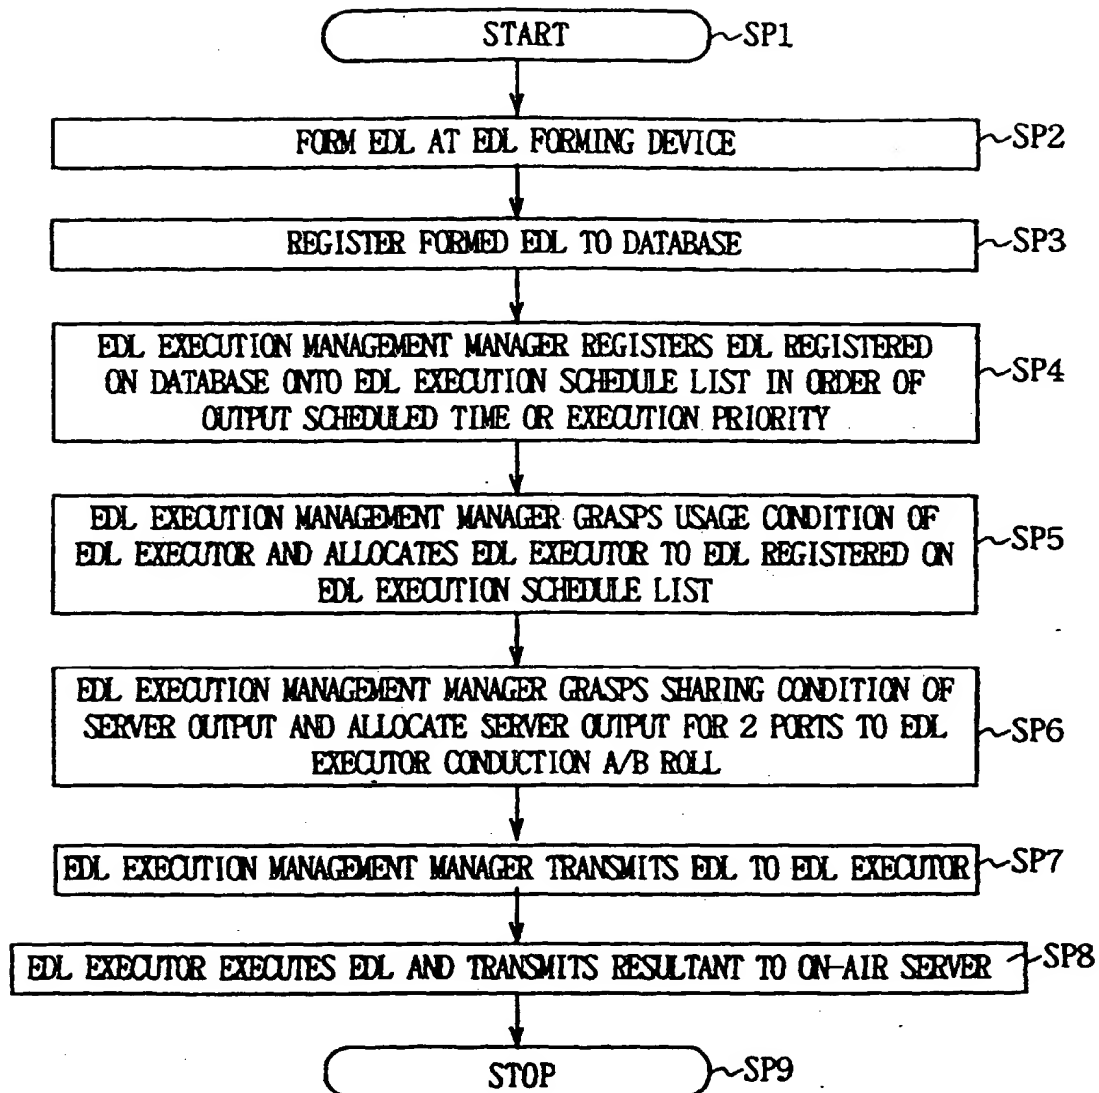 START
SP1
FORM EDL AT EDL FORMING DEVICE
SP2
REGISTER FORMED EDL TO DATABASE
SP3
EDL EXECUTION MANAGEMENT MANAGER REGISTERS EDL REGISTERED
ON DATABASE ONTO EDL EXECUTION SCHEDULE LIST IN ORDER OF
OUTPUT SCHEDULED TIME OR EXECUTION PRIORITY
SP4
EDL EXECUTION MANAGEMENT MANAGER GRASPS USAGE CONDITION OF
EDL EXECUTOR AND ALLOCATES EDL EXECUTOR TO EDL REGISTERED ON
EDL EXECUTION SCHEDULE LIST
SP5
EDL EXECUTION MANAGEMENT MANAGER GRASPS SHARING CONDITION OF
SERVER OUTPUT AND ALLOCATE SERVER OUTPUT FOR 2 PORTS TO EDL
EXECUTOR CONDUCTION A/B ROLL
SP6
EDL EXECUTION MANAGEMENT MANAGER TRANSMITS EDL TO EDL EXECUTOR
SP7
EDL EXECUTOR EXECUTES EDL AND TRANSMITS RESULTANT TO ON-AIR SERVER
SP8
STOP
SP9